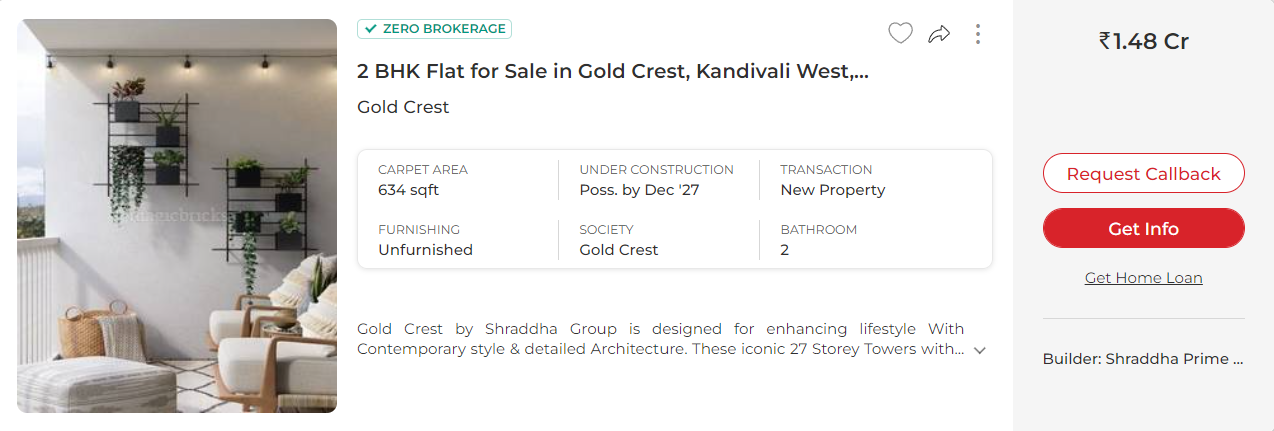 ZERO BROKERAGE
2 BHK Flat for Sale in Gold Crest, Kandivali West,...
Gold Crest
CARPET AREA
634 sqft
UNDER CONSTRUCTION
Poss. by Dec '27
TRANSACTION
New Property
FURNISHING
Unfurnished
SOCIETY
Gold Crest
BATHROOM
2
Gold Crest by Shraddha Group is designed for enhancing lifestyle With
Contemporary style & detailed Architecture. These iconic 27 Storey Towers with...
₹1.48 Cr
Request Callback
Get Info
Get Home Loan
Builder: Shraddha Prime ...
magicbricks